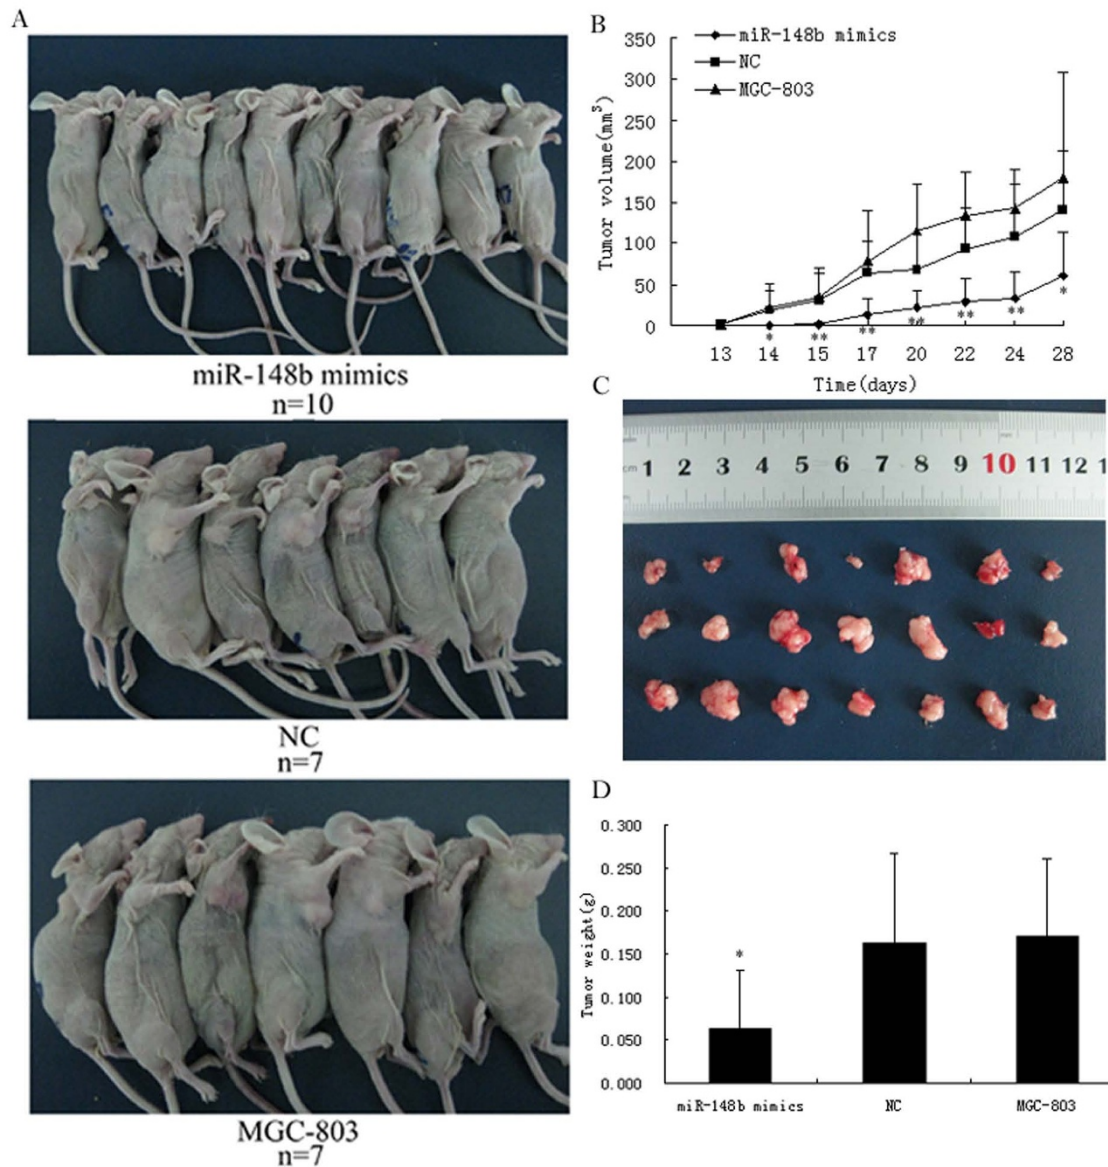 A
miR-148b mimics
n=10
NC
n=7
MGC-803
n=7
B
miR-148b mimics
NC
MGC-803
Tumor volume(mm³)
350
300
250
200
150
100
50
0
* ** ** ** ** ** *
13 14 15 17 20 22 24 28
Time(days)
C
cm 1 2 3 4 5 6 7 8 9 10 11 12 1
D
Tumor weight(g)
0.300
0.250
0.200
0.150
0.100
0.050
0.000
*
miR-148b mimics NC MGC-803